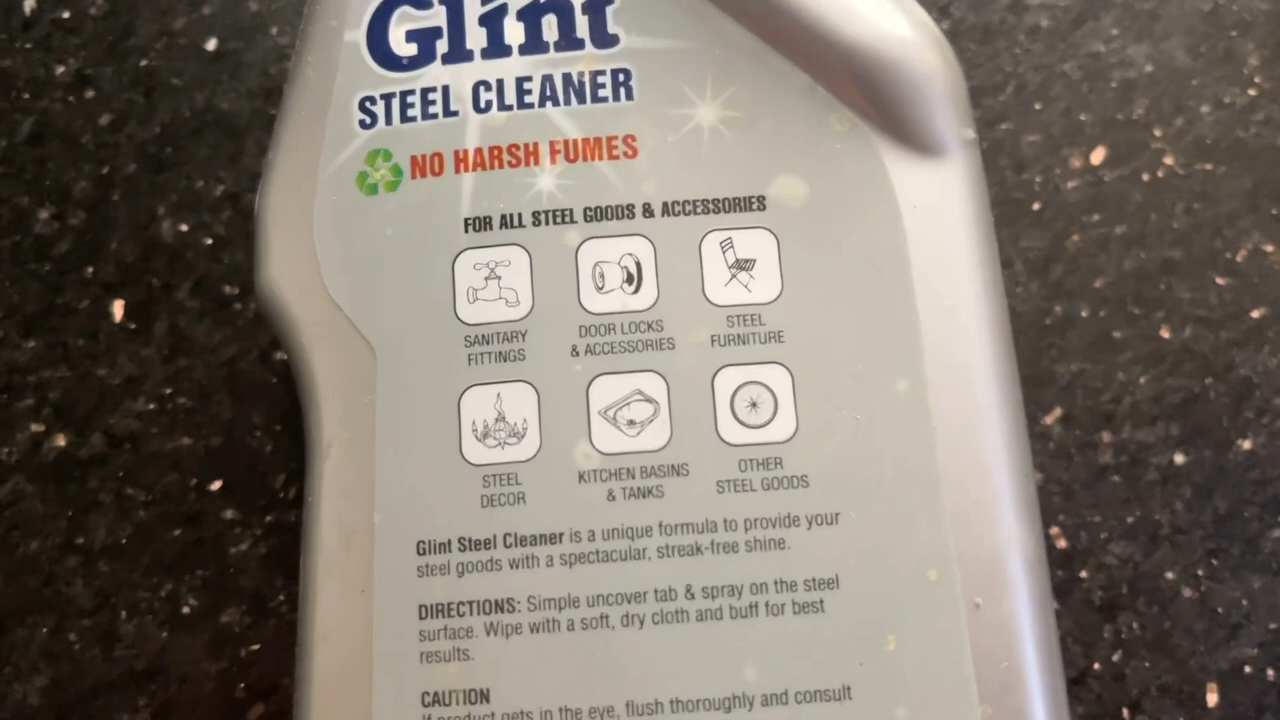 Glint
STEEL CLEANER
NO HARSH FUMES
FOR ALL STEEL GOODS & ACCESSORIES
SANITARY
FITTINGS
DOOR LOCKS
& ACCESSORIES
STEEL
FURNITURE
STEEL
DECOR
KITCHEN BASINS
& TANKS
OTHER
STEEL GOODS
Glint Steel Cleaner is a unique formula to provide your
steel goods with a spectacular, streak-free shine.
DIRECTIONS: Simple uncover tab & spray on the steel
surface. Wipe with a soft, dry cloth and buff for best
results.
CAUTION
If product gets in the eye, flush thoroughly and consult